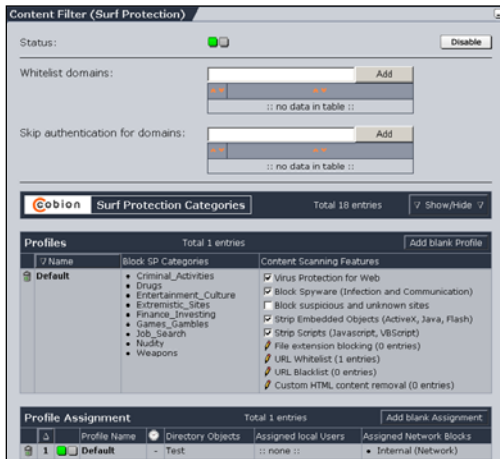 Content Filter (Surf Protection)
Status:
Disable
Whitelist domains:
Add
:: no data in table ::
Skip authentication for domains:
Add
:: no data in table ::
Cobion Surf Protection Categories Total 18 entries Show/Hide
Profiles Total 1 entries Add blank Profile
Name Block SP Categories Content Scanning Features
Default
Criminal_Activities
Drugs
Entertainment_Culture
Extremistic_Sites
Finance_Investing
Games_Gambles
Job_Search
Nudity
Weapons
Virus Protection for Web
Block Spyware (Infection and Communication)
Block suspicious and unknown sites
Strip Embedded Objects (ActiveX, Java, Flash)
Strip Scripts (Javascript, VBScript)
File extension blocking (0 entries)
URL Whitelist (1 entries)
URL Blacklist (0 entries)
Custom HTML content removal (0 entries)
Profile Assignment Total 1 entries Add blank Assignment
Profile Name Directory Objects Assigned local Users Assigned Network Blocks
1 Default - Test :: none :: • Internal (Network)